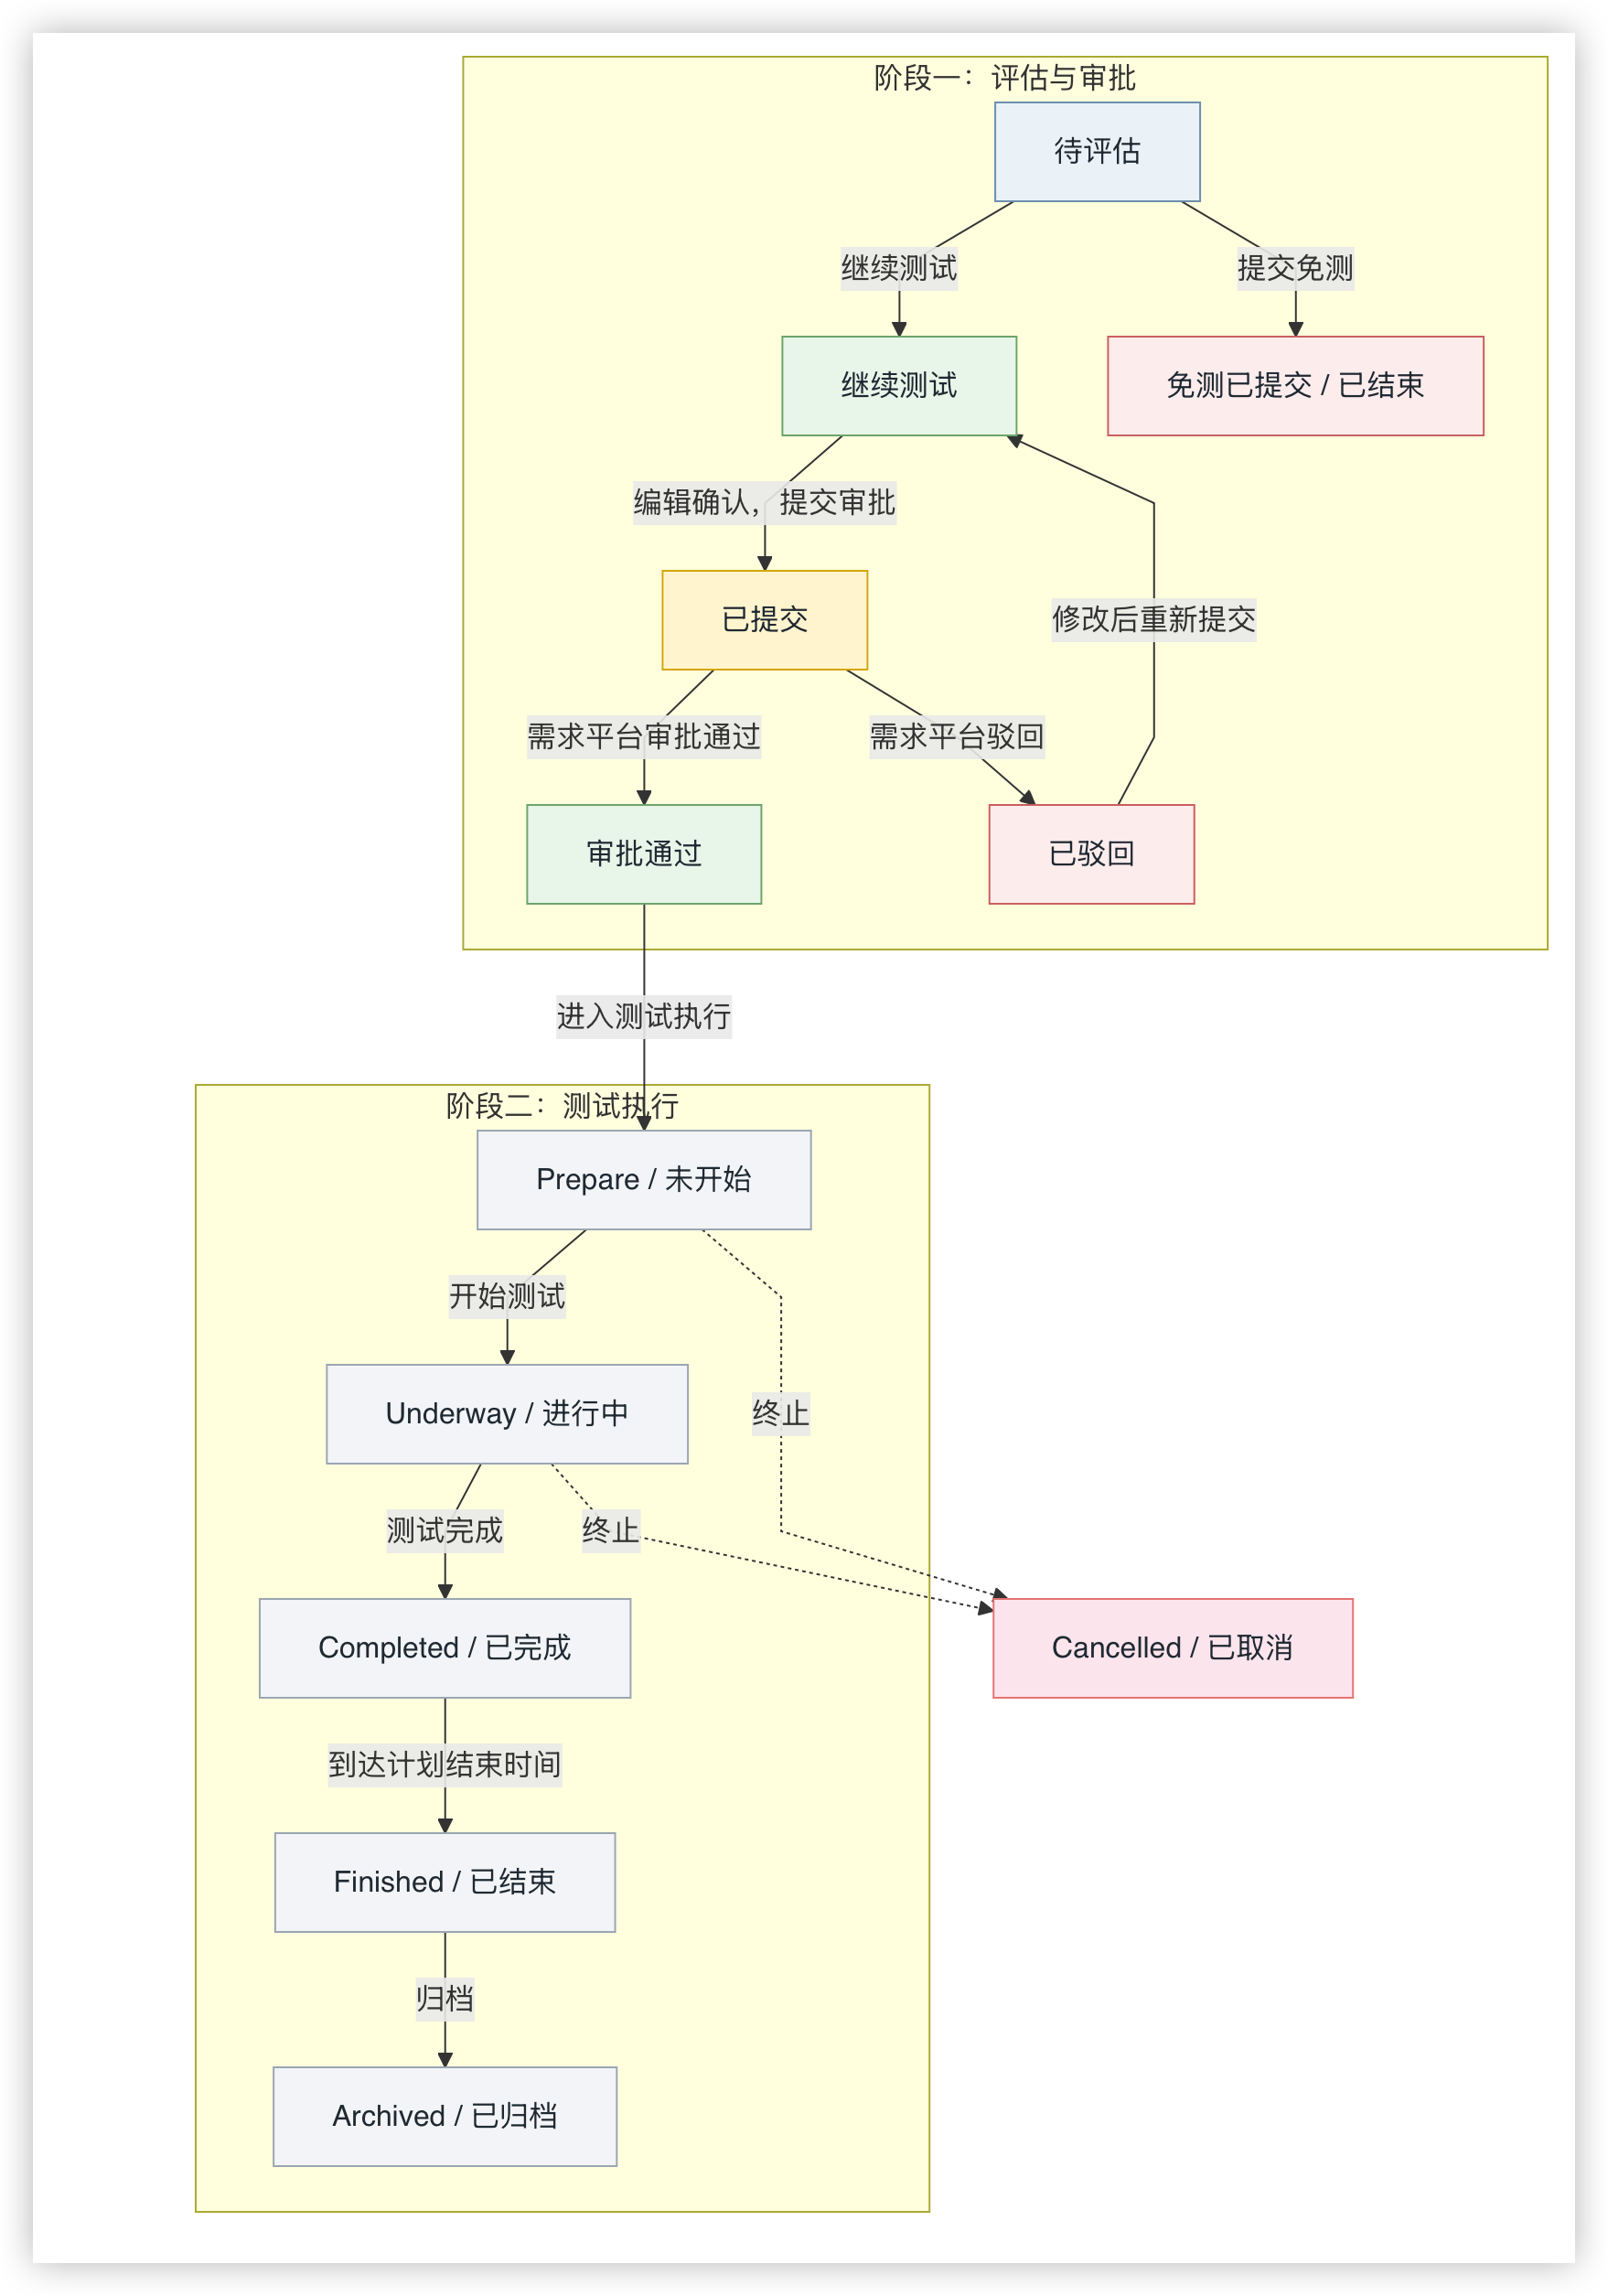 阶段一：评估与审批
待评估
继续测试
提交免测
继续测试
免测已提交 / 已结束
编辑确认，提交审批
已提交
修改后重新提交
需求平台审批通过
需求平台驳回
审批通过
已驳回
进入测试执行
阶段二：测试执行
Prepare / 未开始
开始测试
Underway / 进行中
终止
测试完成
终止
Completed / 已完成
Cancelled / 已取消
到达计划结束时间
Finished / 已结束
归档
Archived / 已归档